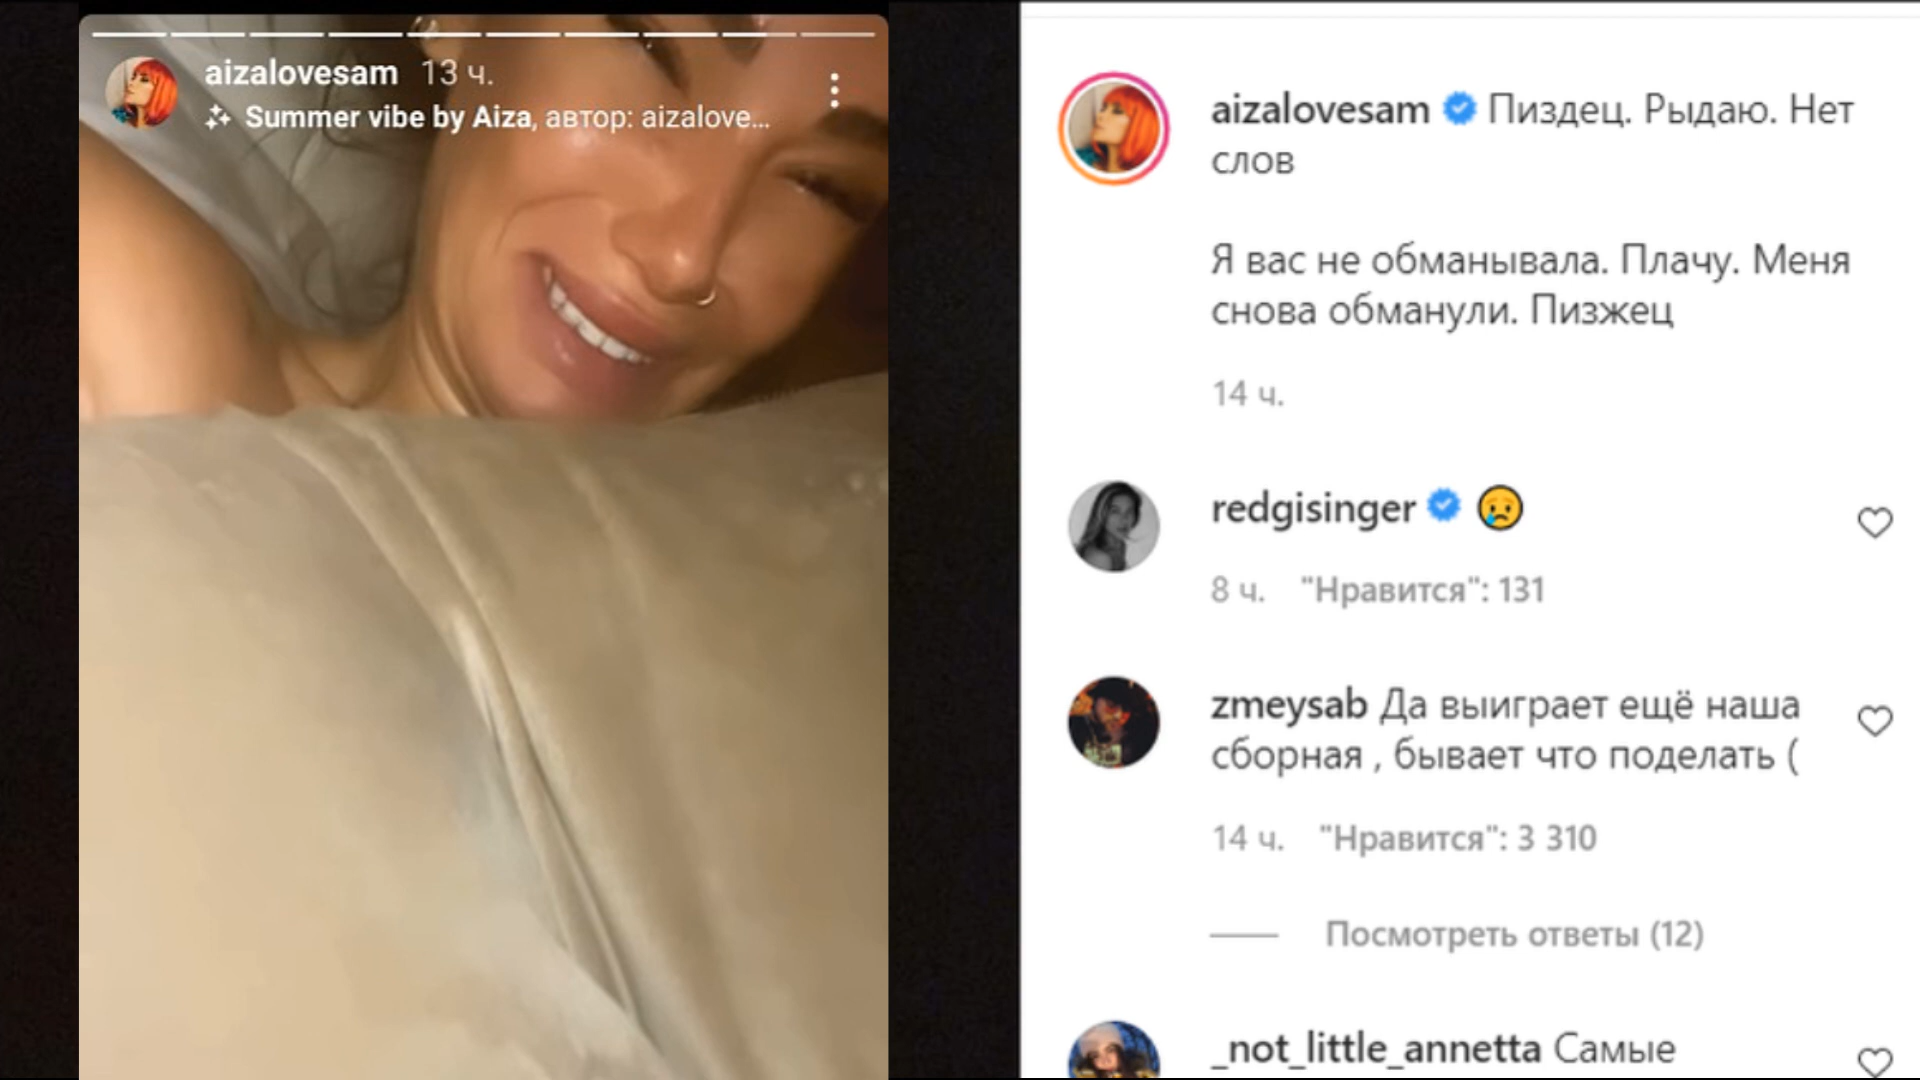 aizalovesam 13 ч.
Summer vibe by Aiza, автор: aizalove...
aizalovesam Пиздец. Рыдаю. Нет
слов
Я вас не обманывала. Плачу. Меня
снова обманули. Пизжец
14 ч.
redgisinger 😢
8 ч. "Нравится": 131
zmeysab Да выиграет ещё наша
сборная , бывает что поделать (
14 ч. "Нравится": 3 310
Посмотреть ответы (12)
_not_little_annetta Самые